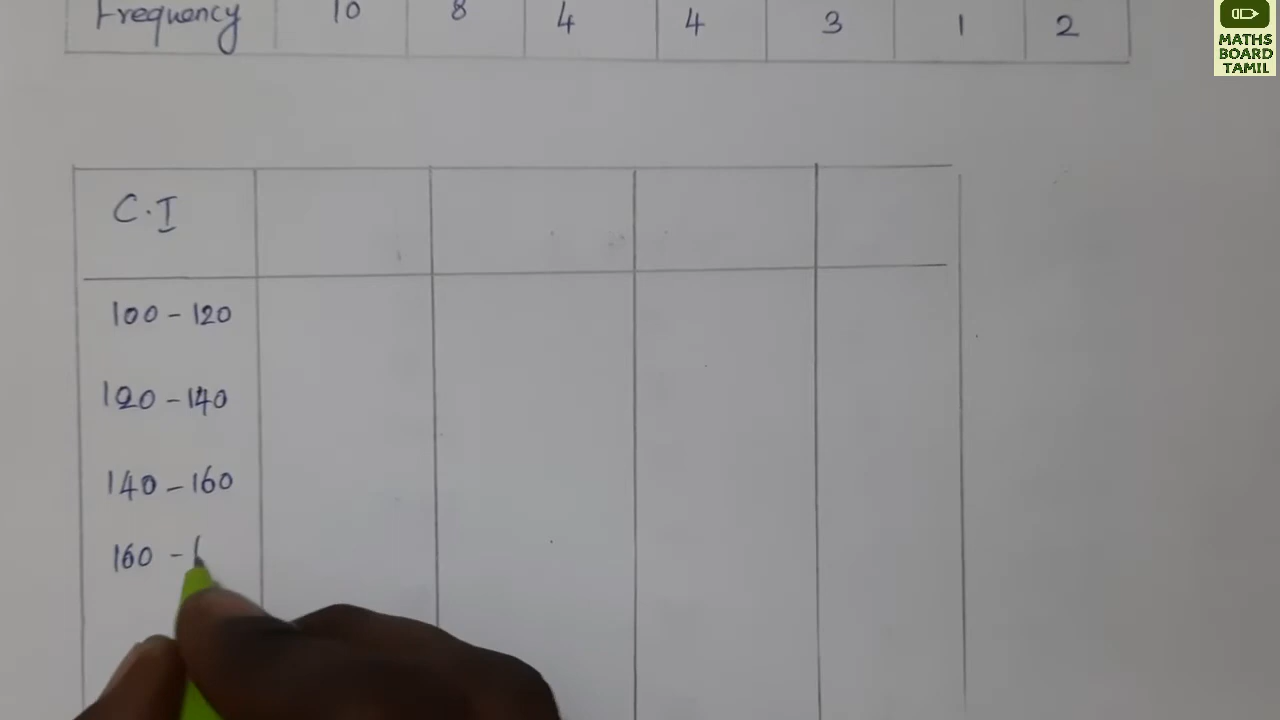 Frequency 10 8 4 4 3 1 2
MATHS
BOARD
TAMIL
C.I
100 - 120
120 - 140
140 - 160
160 -